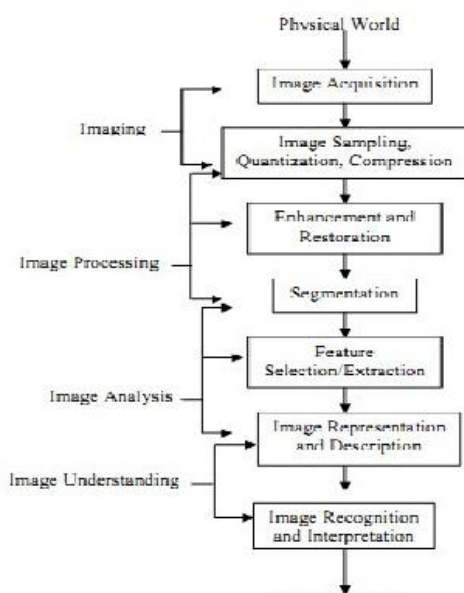 Physical World
Image Acquisition
Imaging
Image Sampling,
Quantization, Compression
Enhancement and
Restoration
Image Processing
Segmentation
Feature
Selection/Extraction
Image Analysis
Image Representation
and Description
Image Understanding
Image Recognition
and Interpretation